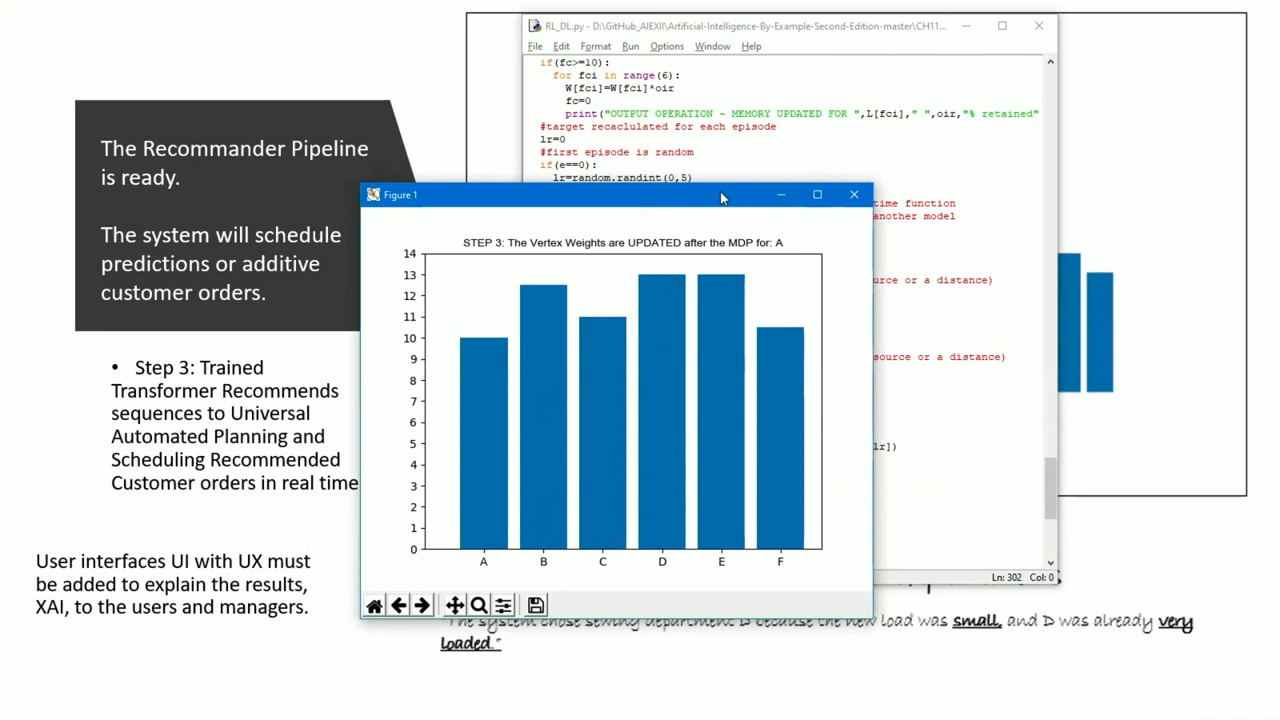 The Recommander Pipeline
is ready.
The system will schedule
predictions or additive
customer orders.
• Step 3: Trained
Transformer Recommends
sequences to Universal
Automated Planning and
Scheduling Recommended
Customer orders in real time
User interfaces UI with UX must
be added to explain the results,
XAI, to the users and managers.
RL_DL.py - D:\GitHub_AIEXII\Artificial-Intelligence-By-Example-Second-Edition-master\CH11...
File Edit Format Run Options Window Help
if(fc>=10):
for fci in range(6):
W[fci]=W[fci]*oir
fc=0
print("OUTPUT OPERATION - MEMORY UPDATED FOR ",L[fci]," ",oir,"% retained"
#target recaclulated for each episode
lr=0
#first episode is random
if(e==0):
lr=random.randint(0,5)
time function
another model
urce or a distance)
source or a distance)
lr])
Ln: 302 Col: 0
Figure 1
STEP 3: The Vertex Weights are UPDATED after the MDP for: A
14
13
12
11
10
9
8
7
6
5
4
3
2
1
0
A B C D E F
The system chose sewing department B because the new load was small, and D was already very
loaded."